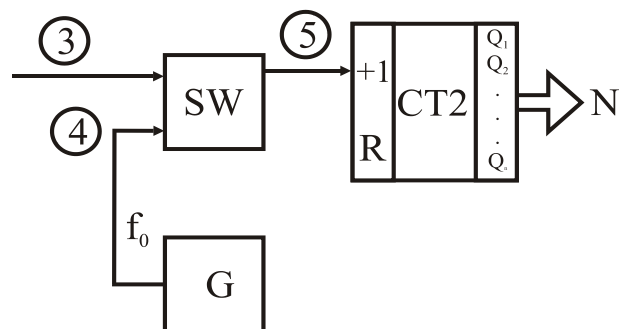 3
5
4
SW
+1
R
CT2
Q₁
Q₂
.
.
.
Qₙ
N
f₀
G